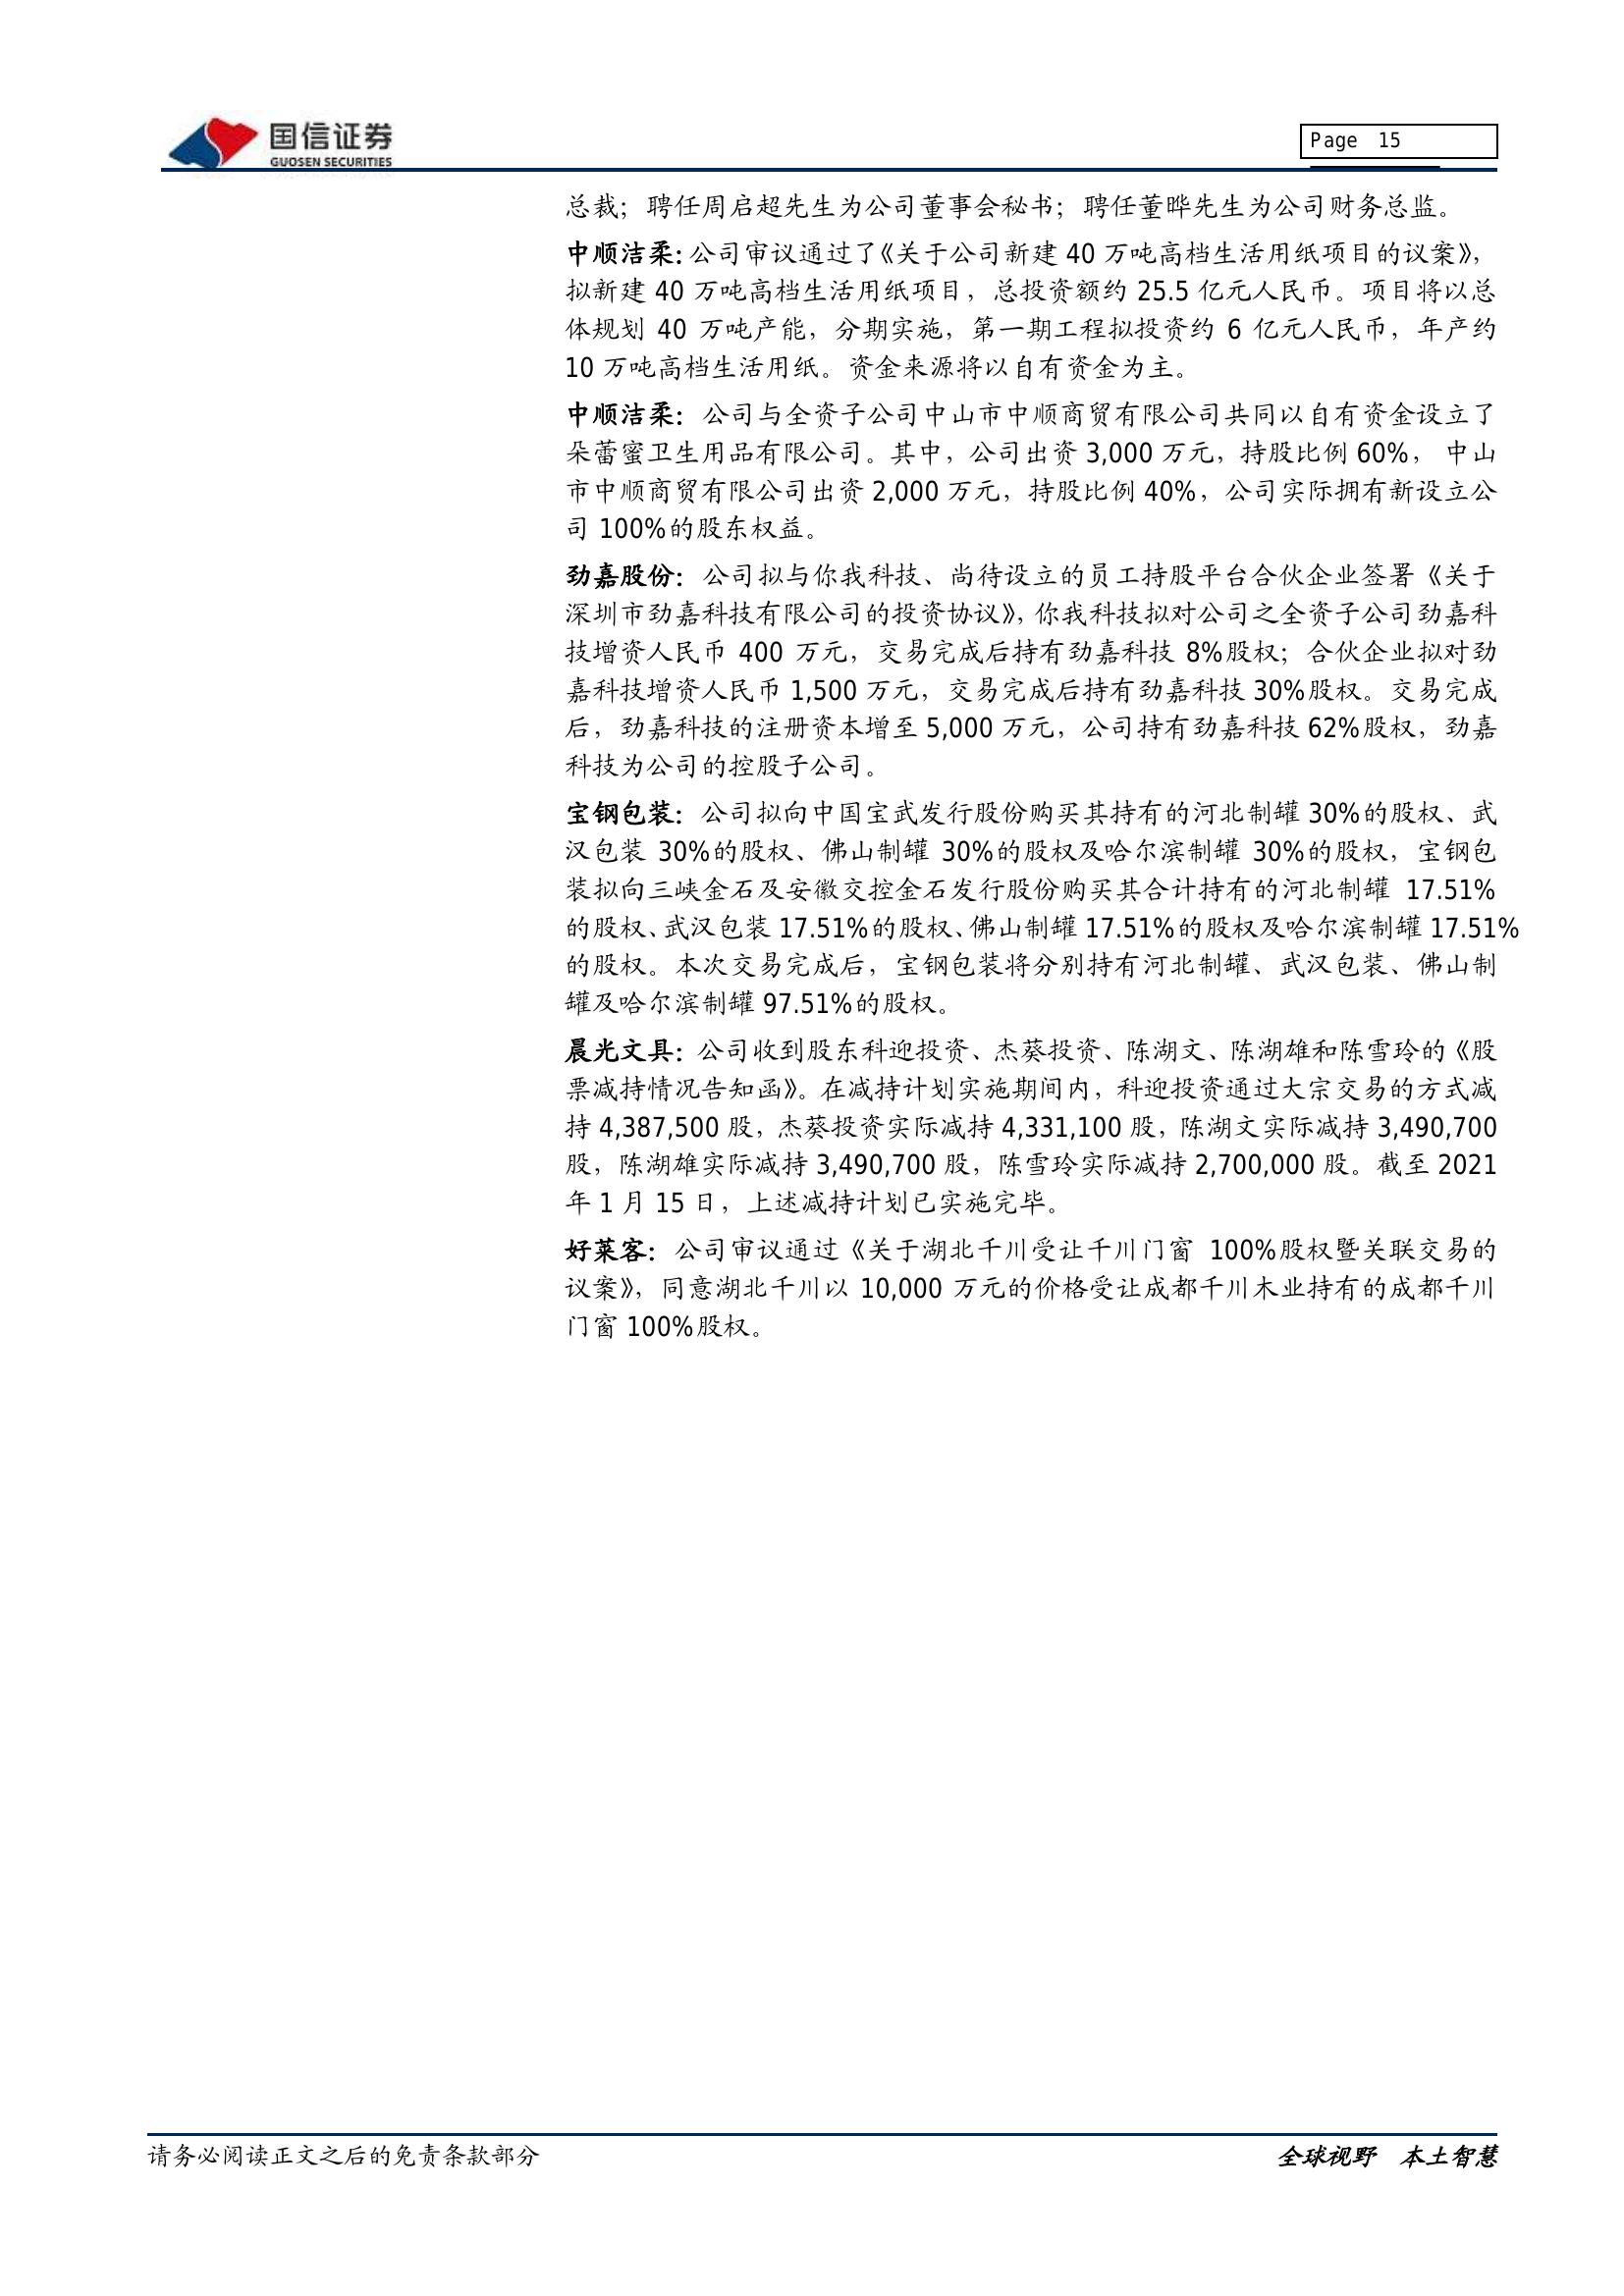 国信证券
GUOSEN SECURITIES
Page 15
总裁；聘任周启超先生为公司董事会秘书；聘任董晔先生为公司财务总监。
中顺洁柔：公司审议通过了《关于公司新建 40 万吨高档生活用纸项目的议案》，
拟新建 40 万吨高档生活用纸项目，总投资额约 25.5 亿元人民币。项目将以总
体规划 40 万吨产能，分期实施，第一期工程拟投资约 6 亿元人民币，年产约
10 万吨高档生活用纸。资金来源将以自有资金为主。
中顺洁柔：公司与全资子公司中山市中顺商贸有限公司共同以自有资金设立了
朵蕾蜜卫生用品有限公司。其中，公司出资 3,000 万元，持股比例 60%， 中山
市中顺商贸有限公司出资 2,000 万元，持股比例 40%，公司实际拥有新设立公
司 100%的股东权益。
劲嘉股份：公司拟与你我科技、尚待设立的员工持股平台合伙企业签署《关于
深圳市劲嘉科技有限公司的投资协议》，你我科技拟对公司之全资子公司劲嘉科
技增资人民币 400 万元，交易完成后持有劲嘉科技 8%股权；合伙企业拟对劲
嘉科技增资人民币 1,500 万元，交易完成后持有劲嘉科技 30%股权。交易完成
后，劲嘉科技的注册资本增至 5,000 万元，公司持有劲嘉科技 62%股权，劲嘉
科技为公司的控股子公司。
宝钢包装：公司拟向中国宝武发行股份购买其持有的河北制罐 30%的股权、武
汉包装 30%的股权、佛山制罐 30%的股权及哈尔滨制罐 30%的股权，宝钢包
装拟向三峡金石及安徽交控金石发行股份购买其合计持有的河北制罐 17.51%
的股权、武汉包装 17.51%的股权、佛山制罐 17.51%的股权及哈尔滨制罐 17.51%
的股权。本次交易完成后，宝钢包装将分别持有河北制罐、武汉包装、佛山制
罐及哈尔滨制罐 97.51%的股权。
晨光文具：公司收到股东科迎投资、杰葵投资、陈湖文、陈湖雄和陈雪玲的《股
票减持情况告知函》。在减持计划实施期间内，科迎投资通过大宗交易的方式减
持 4,387,500 股，杰葵投资实际减持 4,331,100 股，陈湖文实际减持 3,490,700
股，陈湖雄实际减持 3,490,700 股，陈雪玲实际减持 2,700,000 股。截至 2021
年 1 月 15 日，上述减持计划已实施完毕。
好莱客：公司审议通过《关于湖北千川受让千川门窗 100%股权暨关联交易的
议案》，同意湖北千川以 10,000 万元的价格受让成都千川木业持有的成都千川
门窗 100%股权。
请务必阅读正文之后的免责条款部分
全球视野 本土智慧